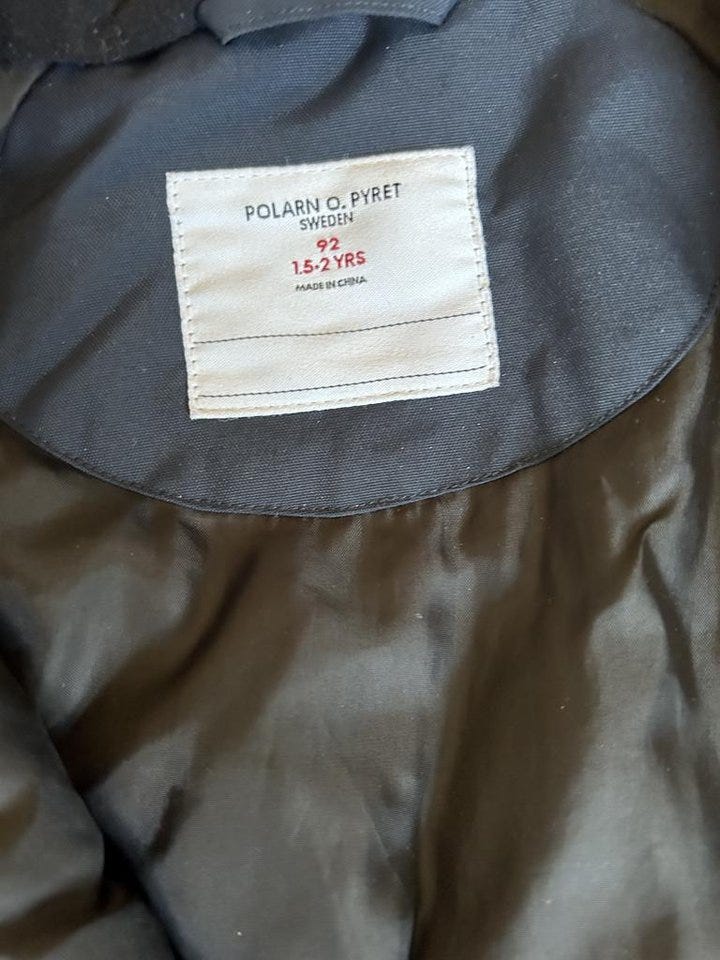 POLARN O. PYRET
SWEDEN
92
1.5-2 YRS
MADE IN CHINA